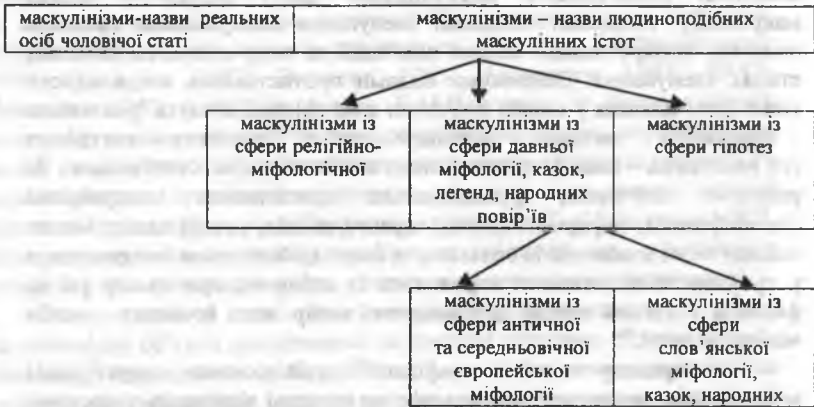 маскулінізми-назви реальних
осіб чоловічої статі
маскулінізми – назви людиноподібних
маскулінних істот
маскулінізми із
сфери релігійно-
міфологічної
маскулінізми із
сфери давньої
міфології, казок,
легенд, народних
повір’їв
маскулінізми із
сфери гіпотез
маскулінізми із
сфери античної
та середньовічної
європейської
міфології
маскулінізми із
сфери
слов’янської
міфології,
казок, народних